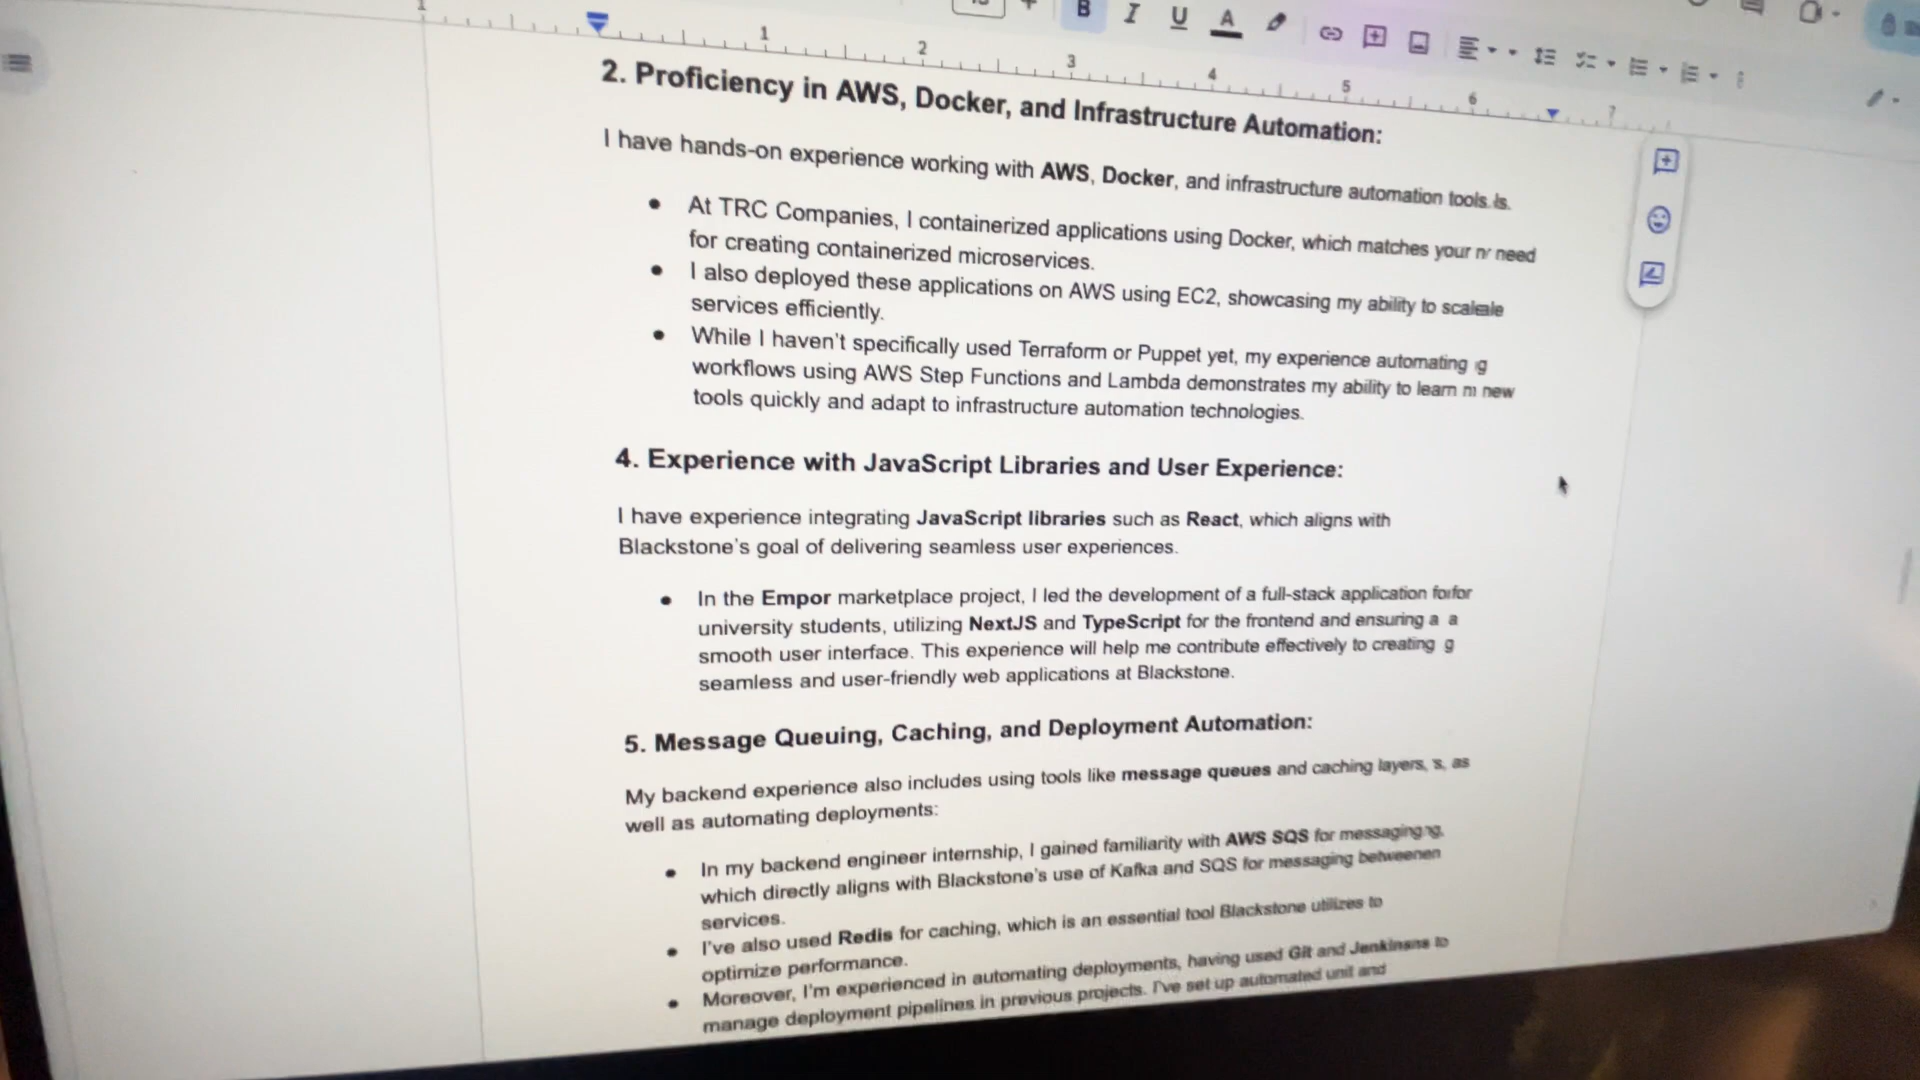 B I U A
1 1 2 3 4 5 6 7
2. Proficiency in AWS, Docker, and Infrastructure Automation:
I have hands-on experience working with AWS, Docker, and infrastructure automation tools.
At TRC Companies, I containerized applications using Docker, which matches your need
for creating containerized microservices.
I also deployed these applications on AWS using EC2, showcasing my ability to scale
services efficiently.
While I haven't specifically used Terraform or Puppet yet, my experience automating
workflows using AWS Step Functions and Lambda demonstrates my ability to learn new
tools quickly and adapt to infrastructure automation technologies.
4. Experience with JavaScript Libraries and User Experience:
I have experience integrating JavaScript libraries such as React, which aligns with
Blackstone's goal of delivering seamless user experiences.
In the Empor marketplace project, I led the development of a full-stack application for
university students, utilizing NextJS and TypeScript for the frontend and ensuring a
smooth user interface. This experience will help me contribute effectively to creating
seamless and user-friendly web applications at Blackstone.
5. Message Queuing, Caching, and Deployment Automation:
My backend experience also includes using tools like message queues and caching layers, as
well as automating deployments:
In my backend engineer internship, I gained familiarity with AWS SQS for messaging,
which directly aligns with Blackstone's use of Kafka and SQS for messaging between
services.
I've also used Redis for caching, which is an essential tool Blackstone utilizes to
optimize performance.
Moreover, I'm experienced in automating deployments, having used Git and Jenkins to
manage deployment pipelines in previous projects. I've set up automated unit and